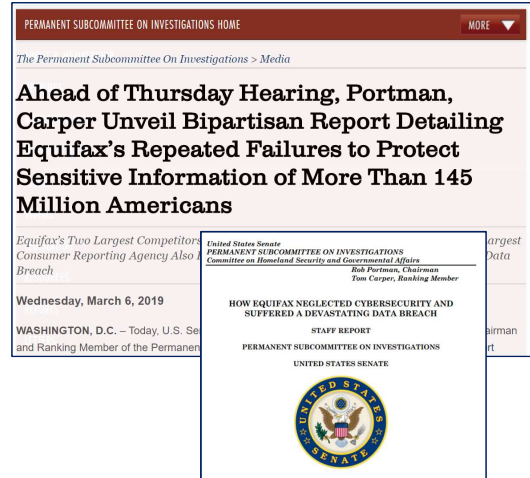 PERMANENT SUBCOMMITTEE ON INVESTIGATIONS HOME
MORE
The Permanent Subcommittee On Investigations > Media
Ahead of Thursday Hearing, Portman,
Carper Unveil Bipartisan Report Detailing
Equifax's Repeated Failures to Protect
Sensitive Information of More Than 145
Million Americans
Equifax's Two Largest Competitors
Consumer Reporting Agency Also
Data
Breach
Wednesday, March 6, 2019
WASHINGTON, D.C. – Today, U.S.
and Ranking Member of the
United States Senate
PERMANENT SUBCOMMITTEE ON INVESTIGATIONS
Committee on Homeland Security and Governmental Affairs
Rob Portman, Chairman
Tom Carper, Ranking Member
HOW EQUIFAX NEGLECTED CYBERSECURITY AND
SUFFERED A DEVASTATING DATA BREACH
STAFF REPORT
PERMANENT SUBCOMMITTEE ON INVESTIGATIONS
UNITED STATES SENATE
UNITED STATES
SENATE